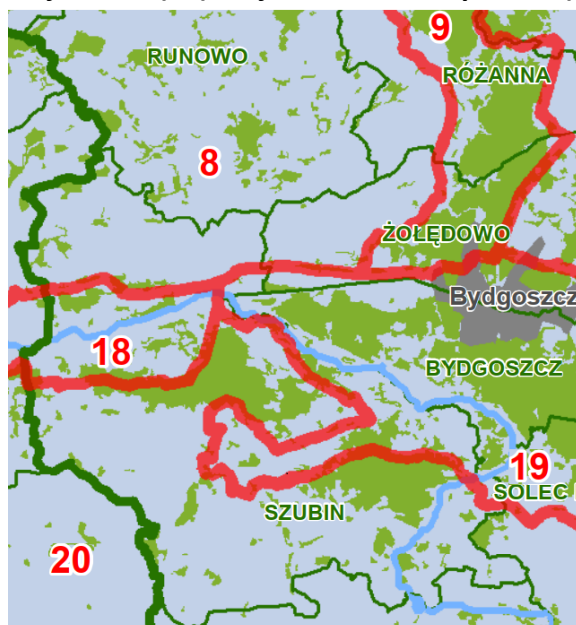 9
RUNOWO
RÓŻANNA
8
ŻOŁĘDOWO
Bydgoszcz
18
BYDGOSZCZ
19
SOLEC
SZUBIN
20